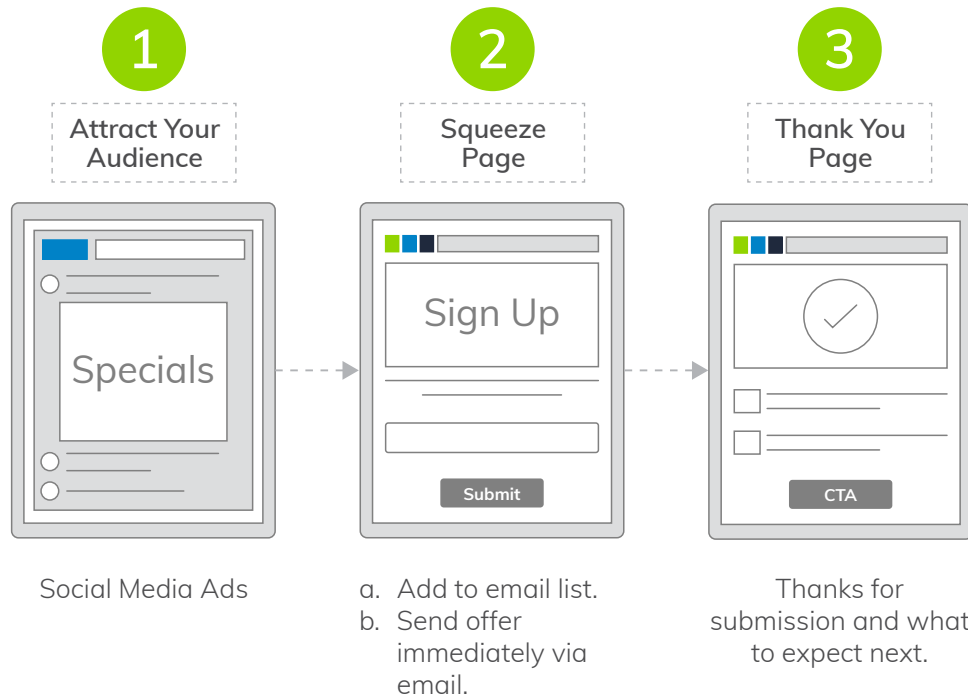 1
2
3
Attract Your
Audience
Squeeze
Page
Thank You
Page
Specials
Sign Up
Submit
CTA
Social Media Ads
a. Add to email list.
b. Send offer
immediately via
email.
Thanks for
submission and what
to expect next.